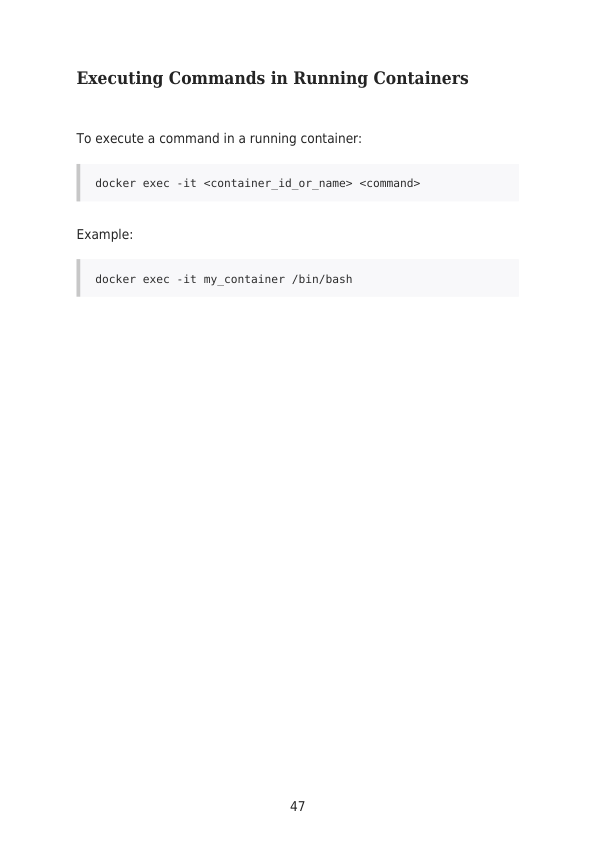 Executing Commands in Running Containers
To execute a command in a running container:
docker exec -it <container_id_or_name> <command>
Example:
docker exec -it my_container /bin/bash
47